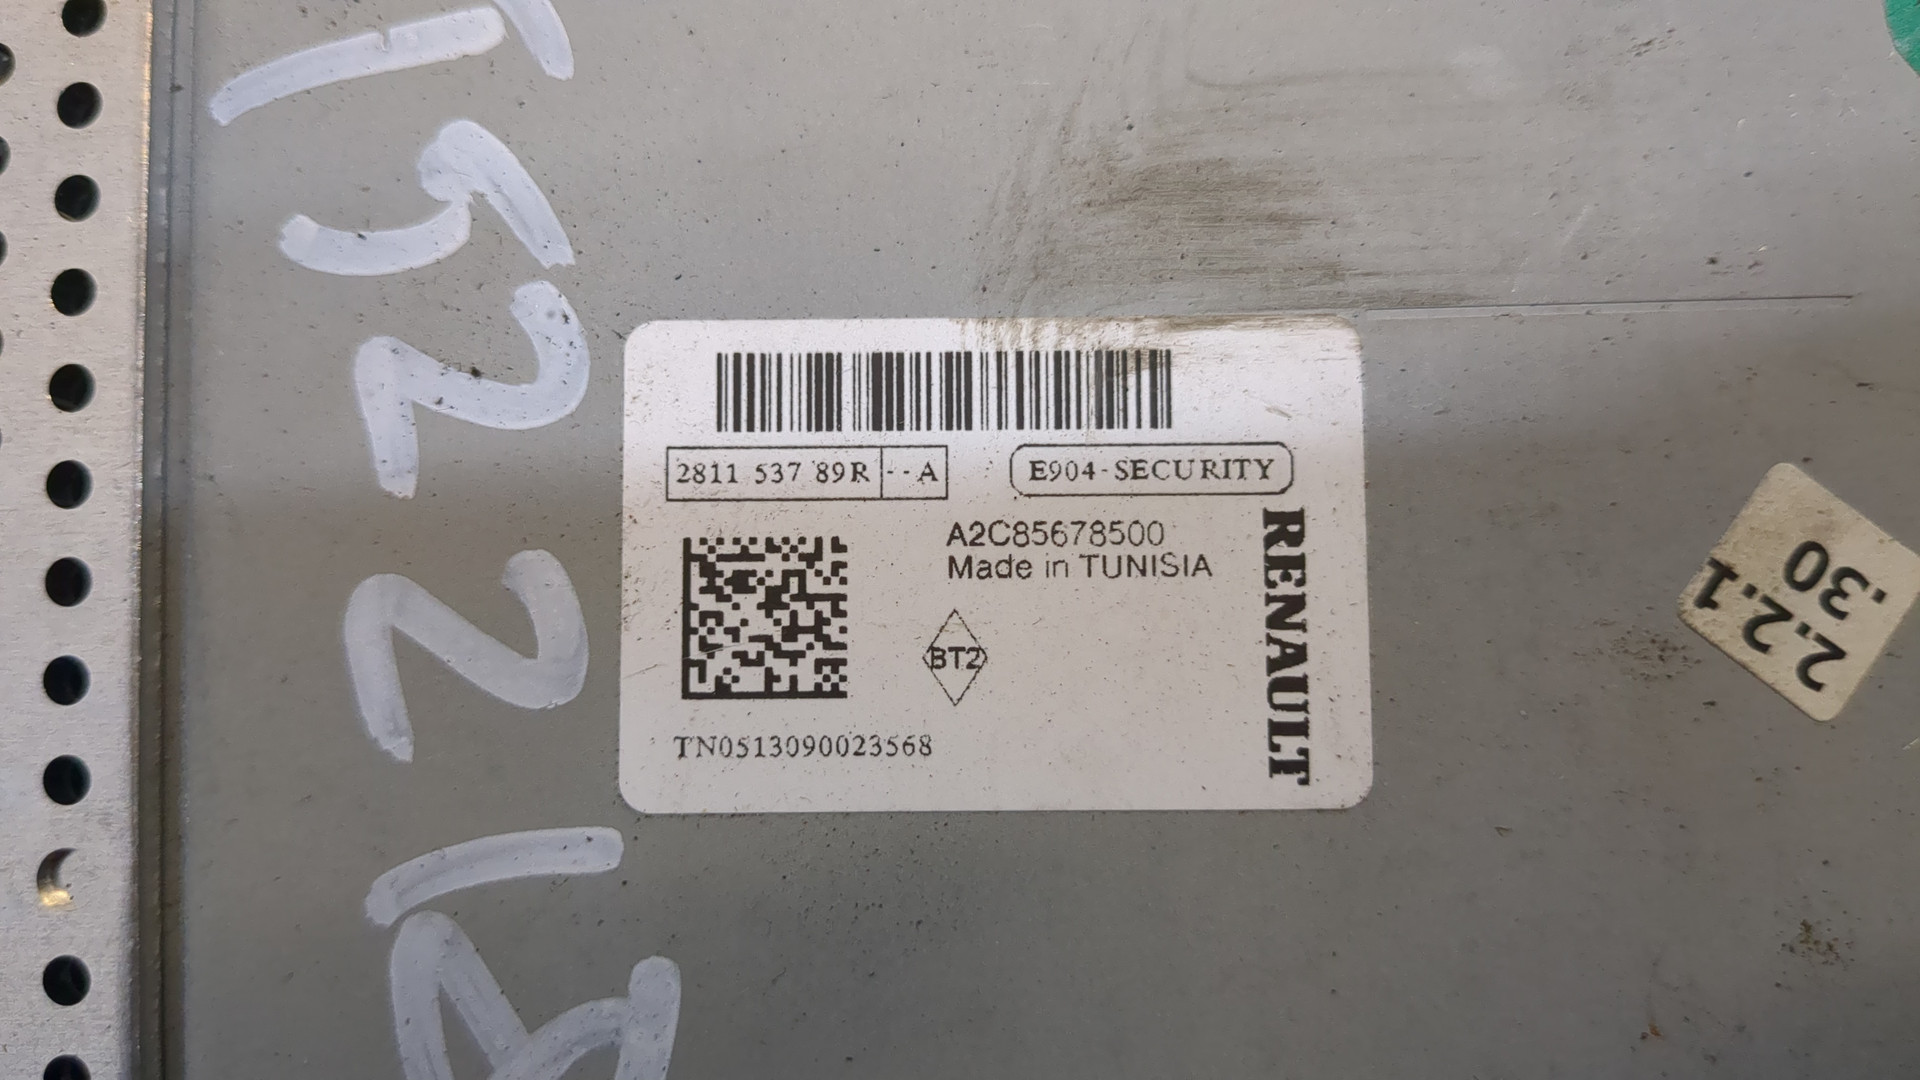 2811 537 89R --A
E904-SECURITY
A2C85678500
Made in TUNISIA
RENAULT
BT2
TN0513090023568
2.2.1
.30